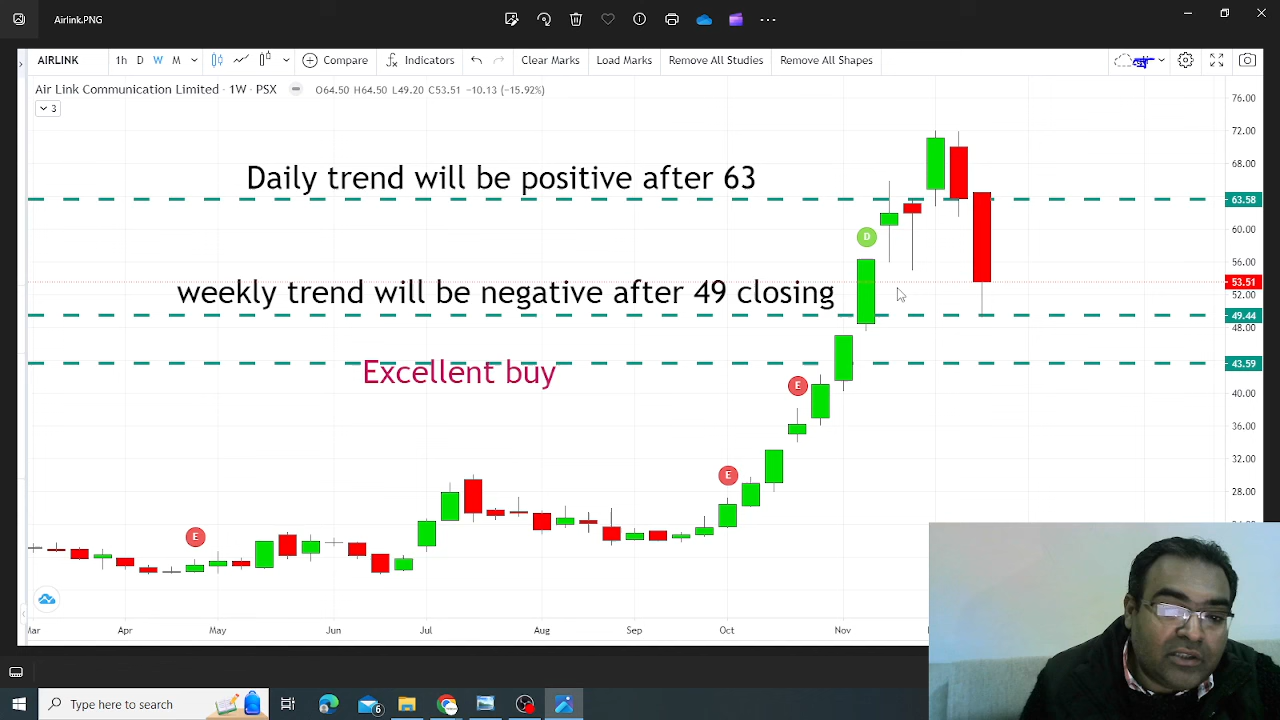 Airlink.PNG
AIRLINK 1h D W M Compare Indicators Clear Marks Load Marks Remove All Studies Remove All Shapes
Air Link Communication Limited · 1W · PSX O64.50 H64.50 L49.20 C53.51 −10.13 (−15.92%)
3
76.00
72.00
68.00
Daily trend will be positive after 63
63.58
60.00
D
56.00
53.51
weekly trend will be negative after 49 closing
52.00
49.44
48.00
43.59
Excellent buy
E
40.00
36.00
32.00
E
28.00
E
Mar Apr May Jun Jul Aug Sep Oct Nov
Type here to search
6